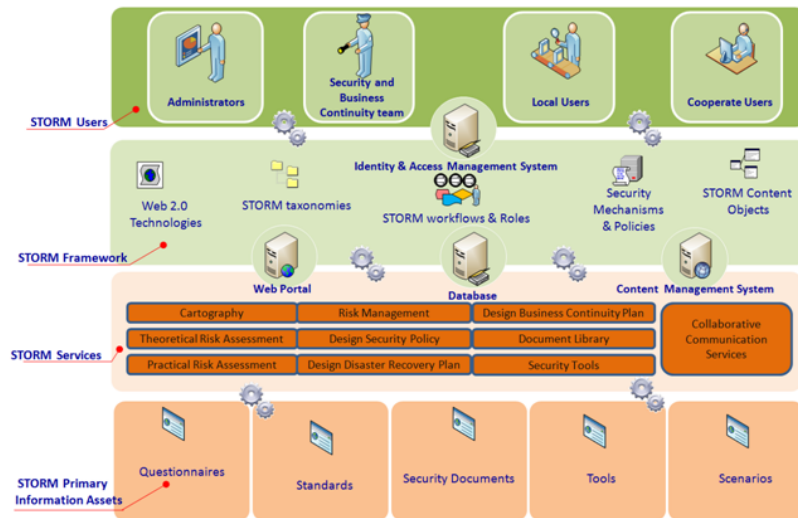 Administrators
Security and
Business
Continuity team
Local Users
Cooperate Users
STORM Users
Identity & Access Management System
Web 2.0
Technologies
STORM taxonomies
STORM workflows & Roles
Security
Mechanisms
& Policies
STORM Content
Objects
STORM Framework
Web Portal
Database
Content Management System
Cartography
Risk Management
Design Business Continuity Plan
Theoretical Risk Assessment
Design Security Policy
Document Library
Practical Risk Assessment
Design Disaster Recovery Plan
Security Tools
Collaborative
Communication
Services
STORM Services
Questionnaires
Standards
Security Documents
Tools
Scenarios
STORM Primary
Information Assets